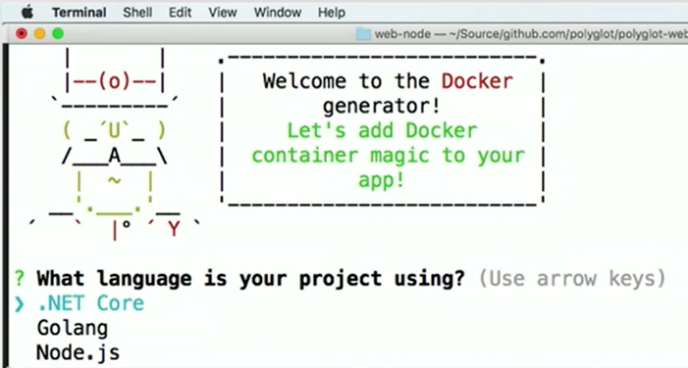 Terminal Shell Edit View Window Help
web-node — ~/Source/github.com/polyglot/polyglot-web
Welcome to the Docker
generator!
Let's add Docker
container magic to your
app!
? What language is your project using? (Use arrow keys)
❯ .NET Core
Golang
Node.js